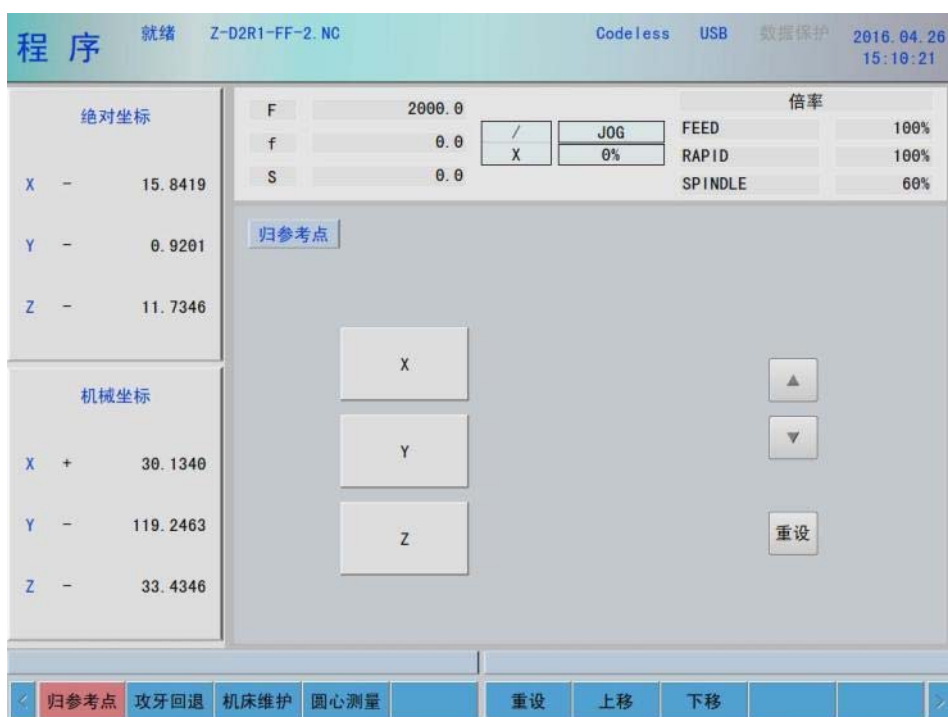 程 序
就绪
Z-D2R1-FF-2.NC
Codeless
USB
数据保护
2016.04.26
15:10:21
绝对坐标
X - 15.8419
Y - 0.9201
Z - 11.7346
机械坐标
X + 30.1340
Y - 119.2463
Z - 33.4346
F 2000.0
f 0.0
S 0.0
/ JOG
X 0%
倍率
FEED 100%
RAPID 100%
SPINDLE 60%
归参考点
X
Y
Z
▲
▼
重设
< 归参考点 攻牙回退 机床维护 圆心测量 重设 上移 下移 >